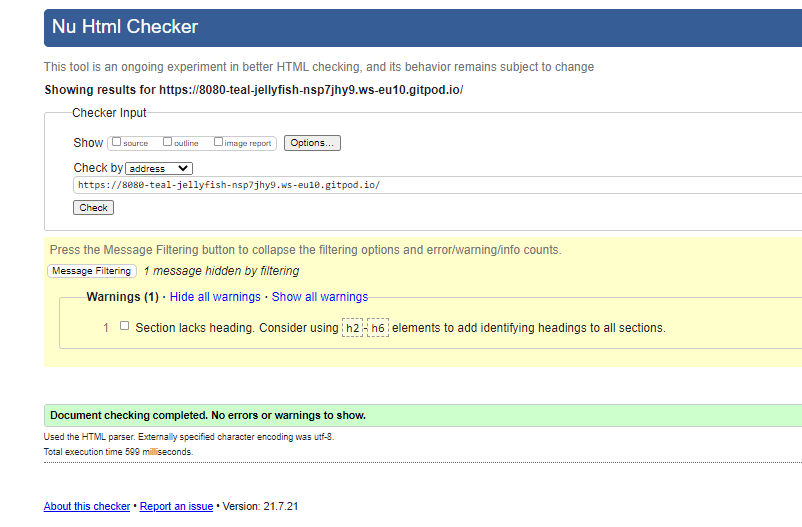 Nu Html Checker
This tool is an ongoing experiment in better HTML checking, and its behavior remains subject to change
Showing results for https://8080-teal-jellyfish-nsp7jhy9.ws-eu10.gitpod.io/
Checker Input
Show source outline image report Options...
Check by address
https://8080-teal-jellyfish-nsp7jhy9.ws-eu10.gitpod.io/
Check
Press the Message Filtering button to collapse the filtering options and error/warning/info counts.
Message Filtering 1 message hidden by filtering
Warnings (1) · Hide all warnings · Show all warnings
1 Section lacks heading. Consider using h2-h6 elements to add identifying headings to all sections.
Document checking completed. No errors or warnings to show.
Used the HTML parser. Externally specified character encoding was utf-8.
Total execution time 599 milliseconds.
About this checker • Report an issue • Version: 21.7.21